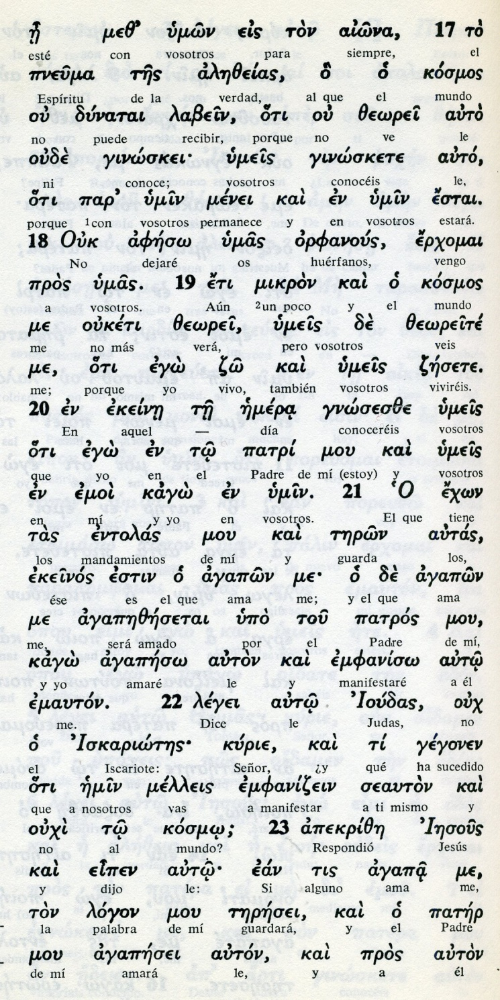 ᾖ μεθ’ ὑμῶν εἰς τὸν αἰῶνα, 17 τὸ
esté con vosotros para siempre, el
πνεῦμα τῆς ἀληθείας, ὃ ὁ κόσμος
Espíritu de la verdad, al que el mundo
οὐ δύναται λαβεῖν, ὅτι οὐ θεωρεῖ αὐτὸ
no puede recibir, porque no ve le
οὐδὲ γινώσκει· ὑμεῖς γινώσκετε αὐτό,
ni conoce; vosotros conocéis le,
ὅτι παρ’ ὑμῖν μένει καὶ ἐν ὑμῖν ἔσται.
porque 1con vosotros permanece y en vosotros estará.
18 Οὐκ ἀφήσω ὑμᾶς ὀρφανούς, ἔρχομαι
No dejaré os huérfanos, vengo
πρὸς ὑμᾶς. 19 ἔτι μικρὸν καὶ ὁ κόσμος
a vosotros. Aún 2un poco y el mundo
με οὐκέτι θεωρεῖ, ὑμεῖς δὲ θεωρεῖτέ
me no más verá, pero vosotros veis
με, ὅτι ἐγὼ ζῶ καὶ ὑμεῖς ζήσετε.
me; porque yo vivo, también vosotros viviréis.
20 ἐν ἐκείνῃ τῇ ἡμέρᾳ γνώσεσθε ὑμεῖς
En aquel — día conoceréis vosotros
ὅτι ἐγὼ ἐν τῷ πατρί μου καὶ ὑμεῖς
que yo en el Padre de mí (estoy) y vosotros
ἐν ἐμοὶ κἀγὼ ἐν ὑμῖν. 21 Ὁ ἔχων
en mí y yo en vosotros. El que tiene
τὰς ἐντολάς μου καὶ τηρῶν αὐτάς,
los mandamientos de mí y guarda los,
ἐκεῖνός ἐστιν ὁ ἀγαπῶν με· ὁ δὲ ἀγαπῶν
ése es el que ama me; y el que ama
με ἀγαπηθήσεται ὑπὸ τοῦ πατρός μου,
me, será amado por el Padre de mí,
κἀγὼ ἀγαπήσω αὐτὸν καὶ ἐμφανίσω αὐτῷ
y yo amaré le y manifestaré a él
ἐμαυτόν. 22 λέγει αὐτῷ Ἰούδας, οὐχ
me. Dice le Judas, no
ὁ Ἰσκαριώτης· κύριε, καὶ τί γέγονεν
el Iscariote: Señor, ¿y qué ha sucedido
ὅτι ἡμῖν μέλλεις ἐμφανίζειν σεαυτὸν καὶ
que a nosotros vas a manifestar a ti mismo y
οὐχὶ τῷ κόσμῳ; 23 ἀπεκρίθη Ἰησοῦς
no al mundo? Respondió Jesús
καὶ εἶπεν αὐτῷ· ἐάν τις ἀγαπᾷ με,
y dijo le: Si alguno ama me,
τὸν λόγον μου τηρήσει, καὶ ὁ πατήρ
la palabra de mí guardará, y el Padre
μου ἀγαπήσει αὐτόν, καὶ πρὸς αὐτὸν
de mí amará le, y a él